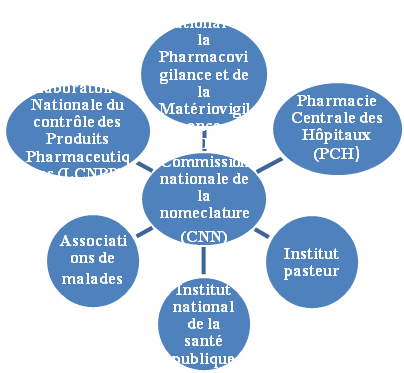 la
Pharmacovi
gilance et de
la
Matériovigil
Laboratoire
Nationale du
contrôle des
Produits
Pharmaceutiq
Pharmacie
Centrale des
Hôpitaux
(PCH)
Commission
nationale de
la
nomeclature
(CNN)
Associati
ons de
malades
Institut
pasteur
Institut
national
de la
santé
publique